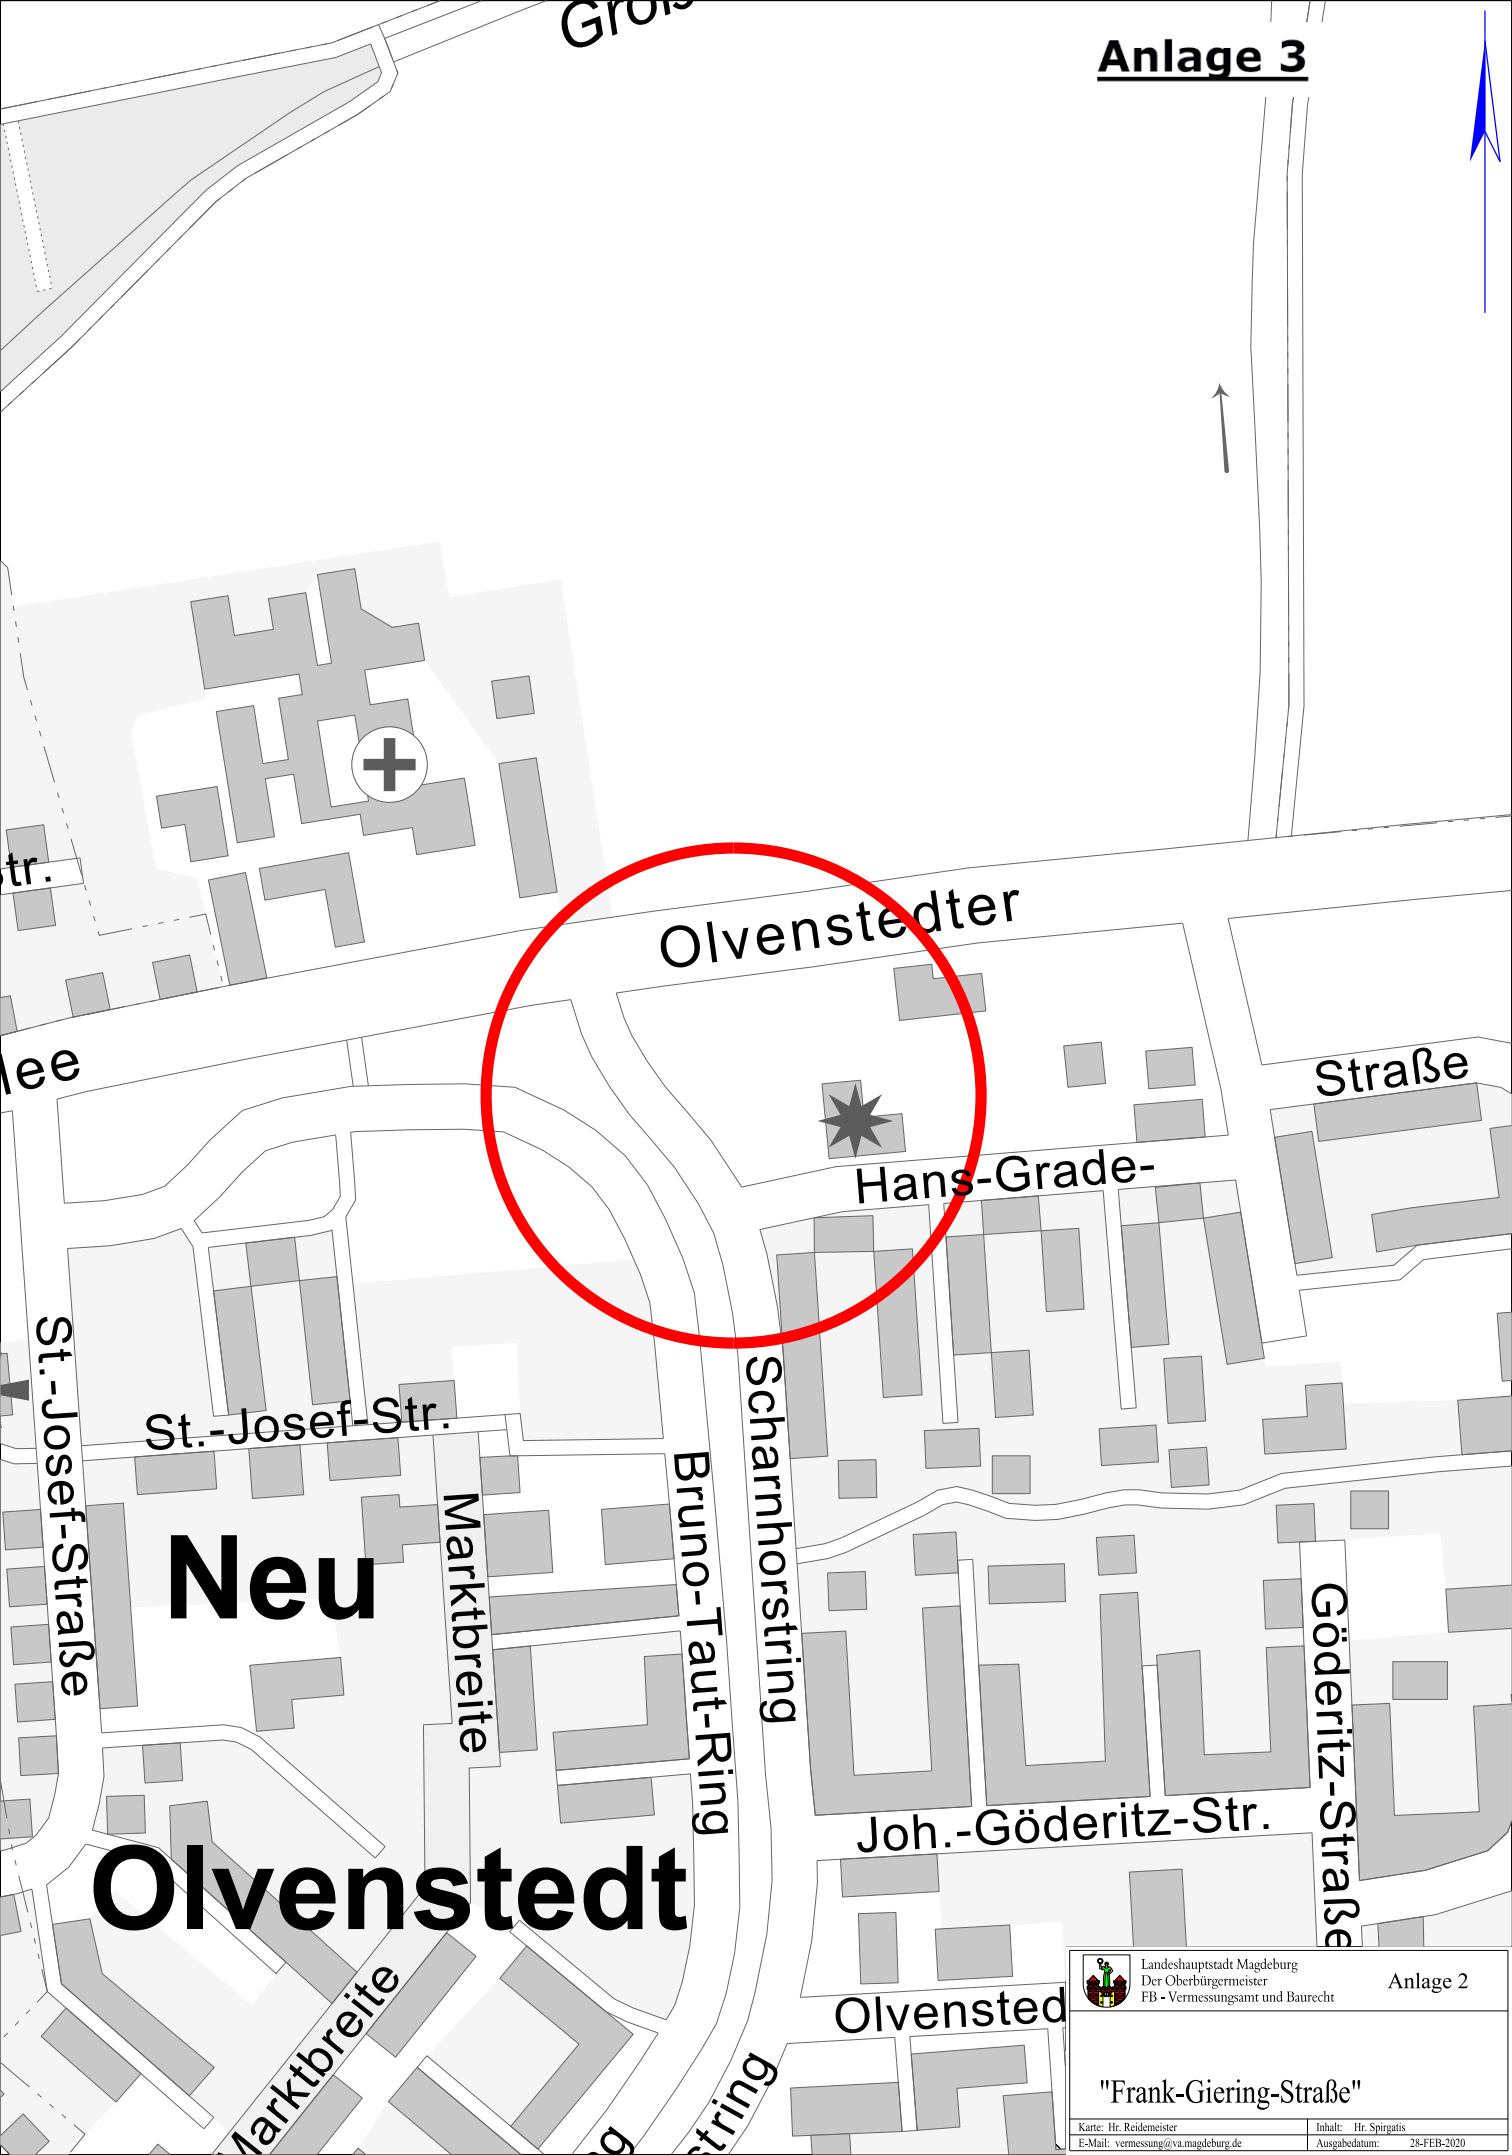 Anlage 3
Olvenstedter
Straße
Hans-Grade-
St.-Josef-Straße
St.-Josef-Str.
Scharnhorstring
Bruno-Taut-Ring
Marktbreite
Neu
Göderitz-Straße
Joh.-Göderitz-Str.
Olvenstedt
Marktbreite
Olvensted
string
tr.
lee
Landeshauptstadt Magdeburg
Der Oberbürgermeister
FB - Vermessungsamt und Baurecht
Anlage 2
"Frank-Giering-Straße"
Karte: Hr. Reidemeister
Inhalt: Hr. Spirgatis
E-Mail: vermessung@va.magdeburg.de
Ausgabedatum: 28-FEB-2020